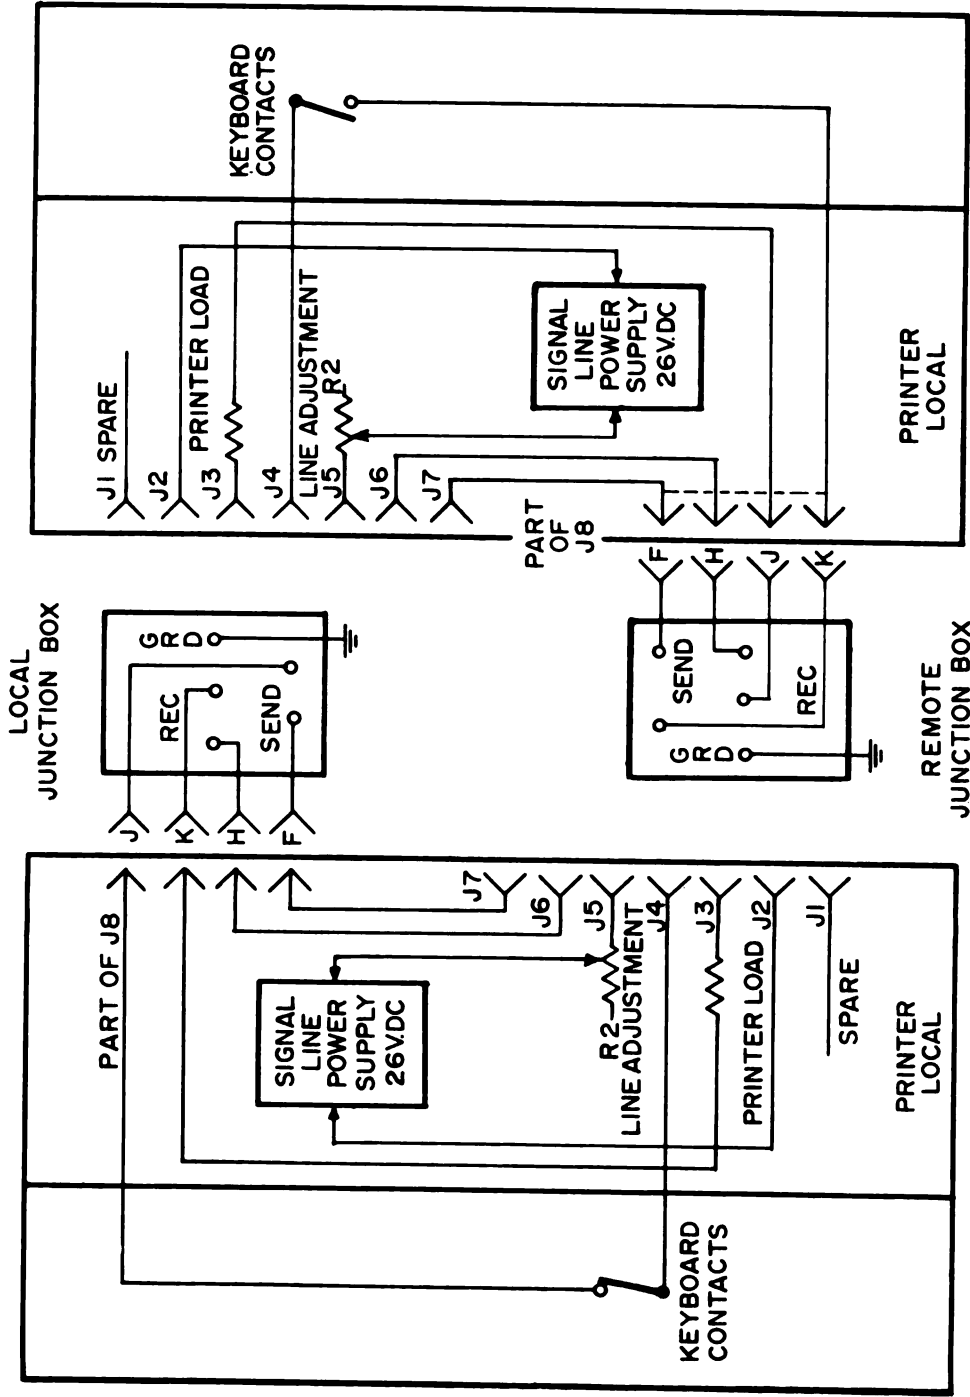 PART OF J8
SIGNAL
LINE
POWER
SUPPLY
26V.DC
J7
J6
J5
R2
LINE ADJUSTMENT
J4
J3
PRINTER LOAD
J2
J1
SPARE
PRINTER
LOCAL
KEYBOARD
CONTACTS
LOCAL
JUNCTION BOX
J
K
H
F
REC
SEND
GRD
REMOTE
JUNCTION BOX
F
H
J
K
SEND
REC
GRD
J1 SPARE
J2
PRINTER LOAD
J3
J4
LINE ADJUSTMENT
J5
R2
J6
J7
PART
OF
J8
SIGNAL
LINE
POWER
SUPPLY
26V.DC
PRINTER
LOCAL
KEYBOARD
CONTACTS